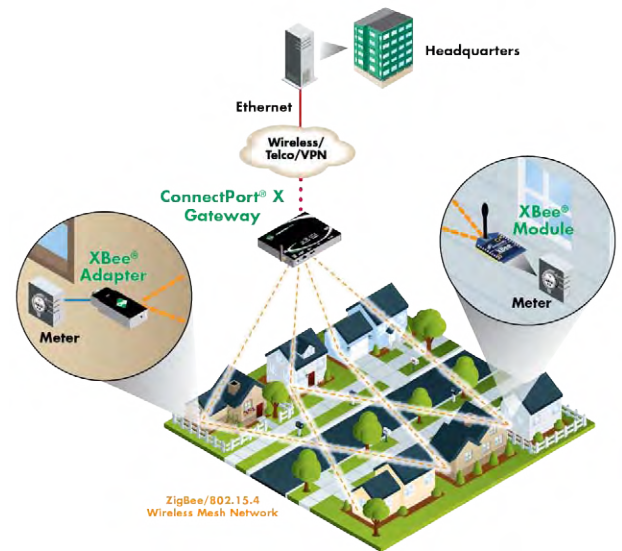 Headquarters
Ethernet
Wireless/
Telco/VPN
ConnectPort® X
Gateway
XBee®
Adapter
Meter
XBee®
Module
XBee
Meter
ZigBee/802.15.4
Wireless Mesh Network